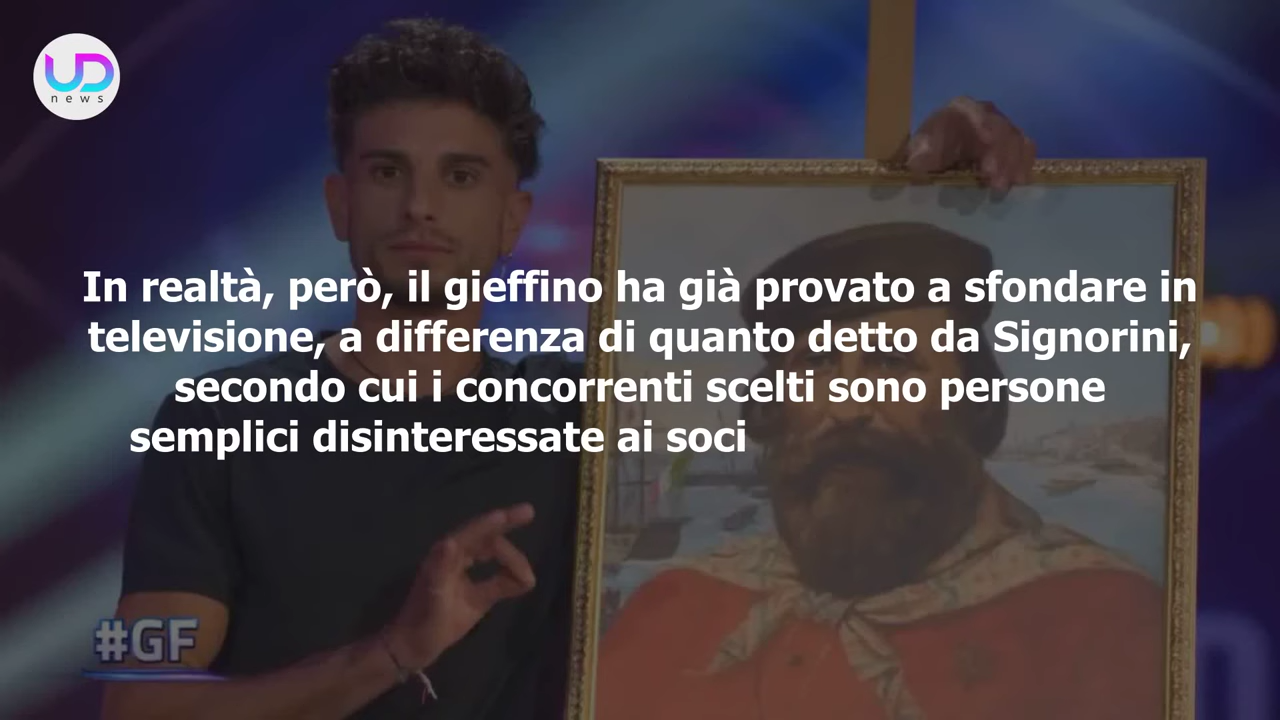 UD
news
In realtà, però, il gieffino ha già provato a sfondare in
televisione, a differenza di quanto detto da Signorini,
secondo cui i concorrenti scelti sono persone
semplici disinteressate ai soci
#GF